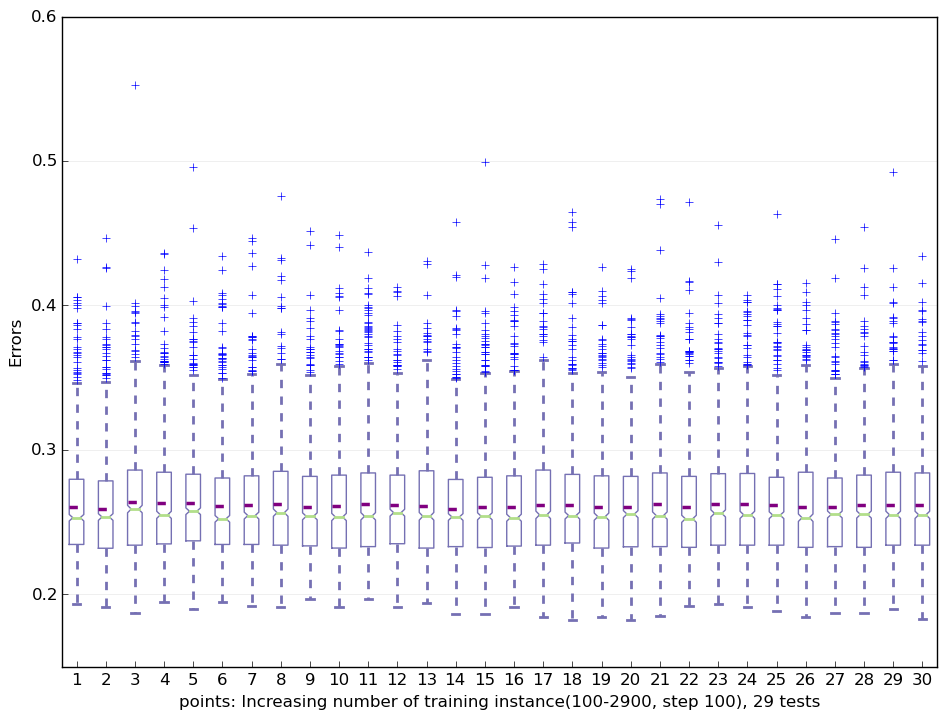 0.6
0.5
0.4
0.3
0.2
Errors
1 2 3 4 5 6 7 8 9 10 11 12 13 14 15 16 17 18 19 20 21 22 23 24 25 26 27 28 29 30
points: Increasing number of training instance(100-2900, step 100), 29 tests